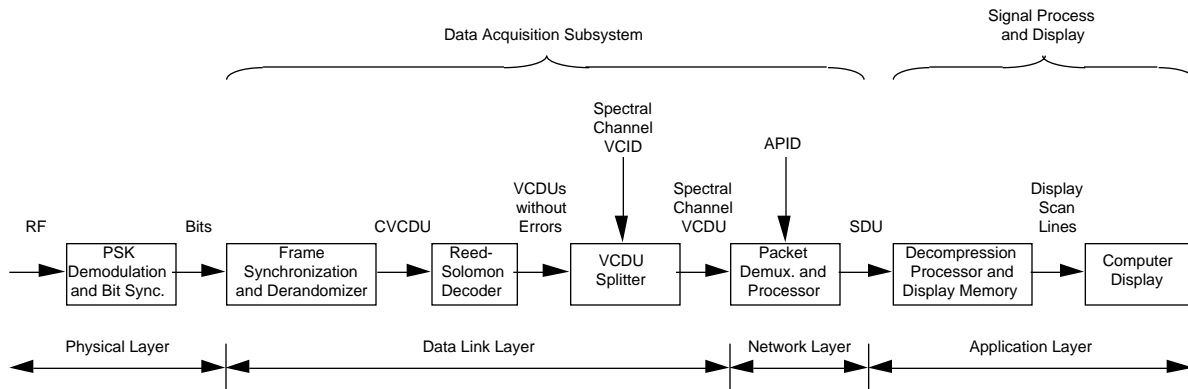 Signal Process
and Display
Data Acquisition Subsystem
Spectral
Channel
VCID
APID
RF
Bits
CVCDU
VCDUs
without
Errors
Spectral
Channel
VCDU
SDU
Display
Scan
Lines
PSK
Demodulation
and Bit Sync.
Frame
Synchronization
and Derandomizer
Reed-
Solomon
Decoder
VCDU
Splitter
Packet
Demux. and
Processor
Decompression
Processor and
Display Memory
Computer
Display
Physical Layer
Data Link Layer
Network Layer
Application Layer